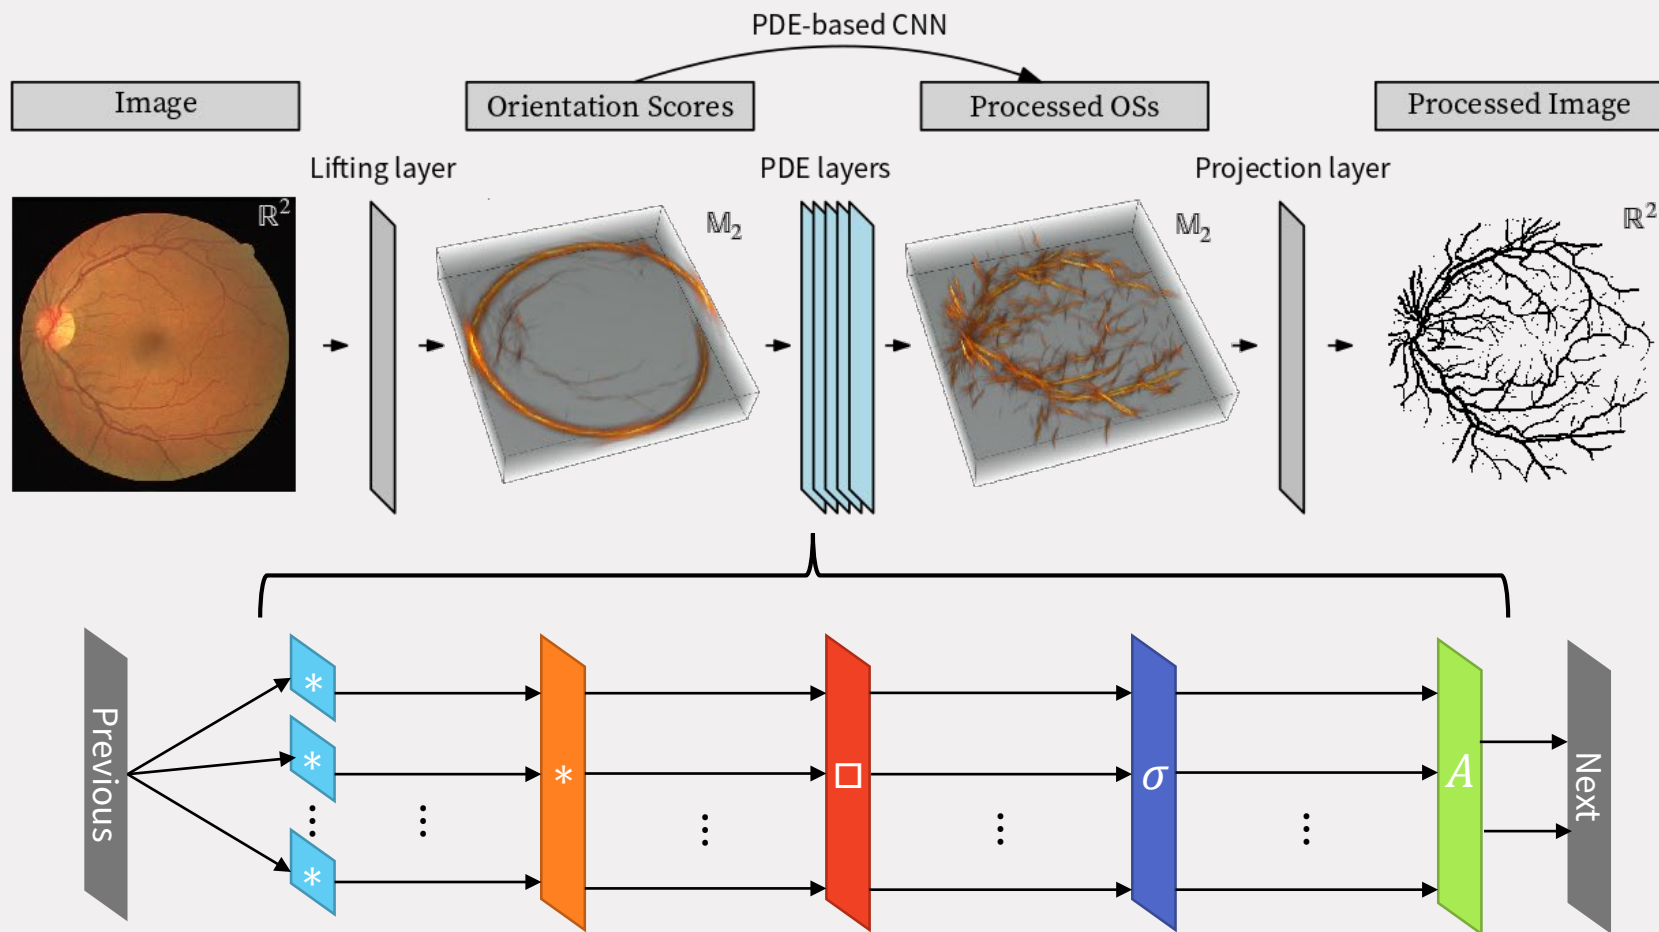 PDE-based CNN
Image
Orientation Scores
Processed OSs
Processed Image
Lifting layer
PDE layers
Projection layer
ℝ²
𝕄₂
𝕄₂
ℝ²
Previous
*
*
⋮
*
⋮
*
⋮
□
⋮
σ
⋮
A
Next